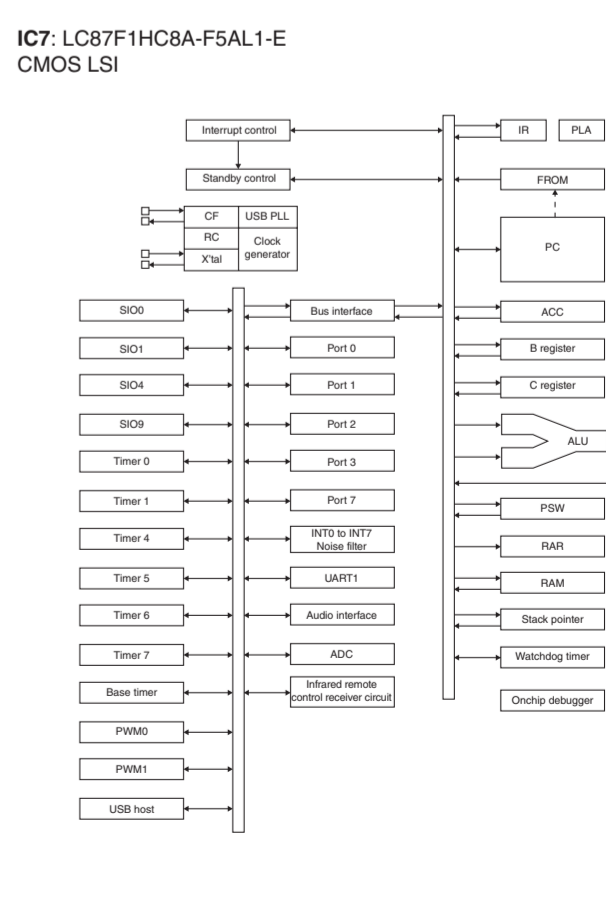 IC7: LC87F1HC8A-F5AL1-E
CMOS LSI
Interrupt control
IR
PLA
Standby control
FROM
CF
USB PLL
RC
Clock
generator
X'tal
PC
SIO0
Bus interface
ACC
SIO1
Port 0
B register
SIO4
Port 1
C register
SIO9
Port 2
ALU
Timer 0
Port 3
Timer 1
Port 7
PSW
Timer 4
INT0 to INT7
Noise filter
RAR
Timer 5
UART1
RAM
Timer 6
Audio interface
Stack pointer
Timer 7
ADC
Watchdog timer
Base timer
Infrared remote
control receiver circuit
Onchip debugger
PWM0
PWM1
USB host